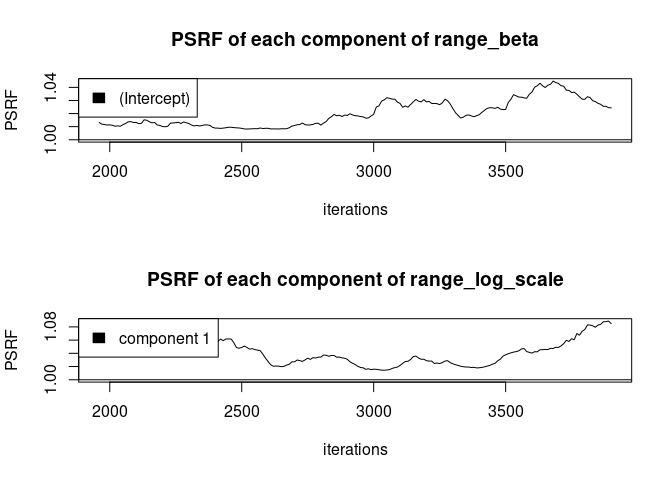 PSRF of each component of range_beta
PSRF
1.04
1.00
(Intercept)
2000 2500 3000 3500
iterations
PSRF of each component of range_log_scale
PSRF
1.08
1.00
component 1
2000 2500 3000 3500
iterations